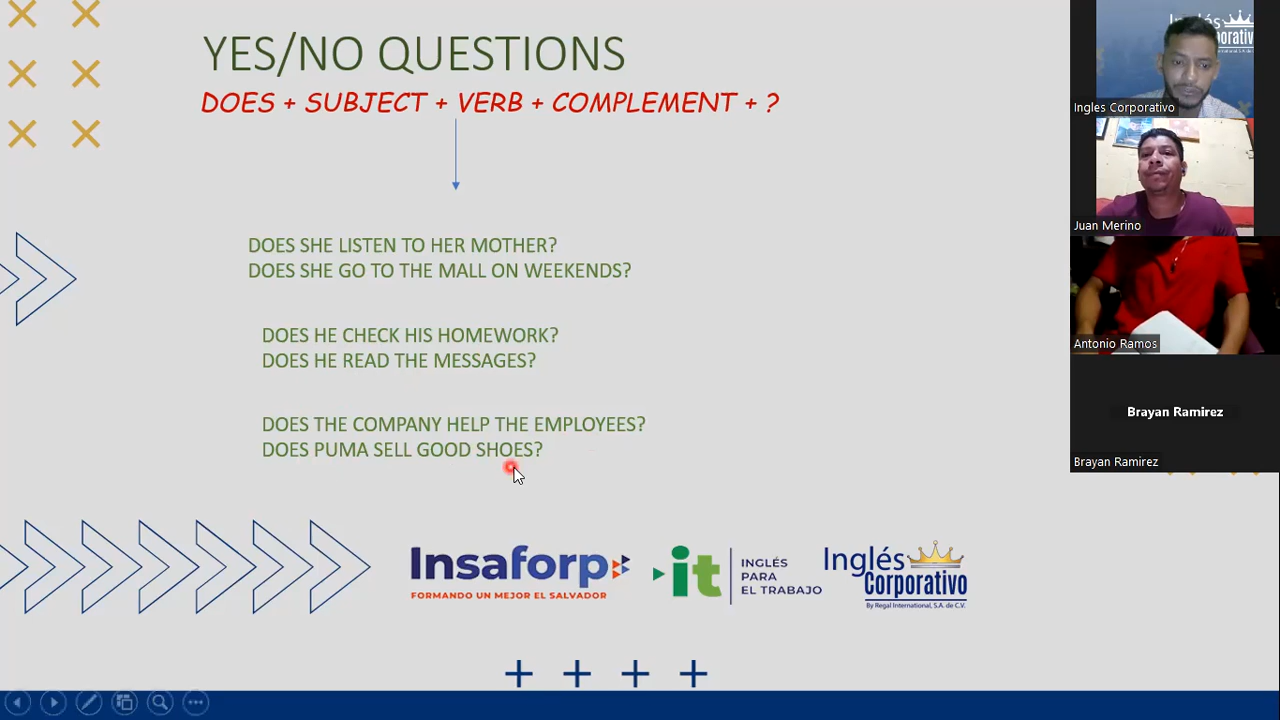 YES/NO QUESTIONS
DOES + SUBJECT + VERB + COMPLEMENT + ?
DOES SHE LISTEN TO HER MOTHER?
DOES SHE GO TO THE MALL ON WEEKENDS?
DOES HE CHECK HIS HOMEWORK?
DOES HE READ THE MESSAGES?
DOES THE COMPANY HELP THE EMPLOYEES?
DOES PUMA SELL GOOD SHOES?
Insaforp
FORMANDO UN MEJOR EL SALVADOR
it
INGLÉS
PARA
EL TRABAJO
Inglés
Corporativo
By Regal International, S.A. de C.V.
Inglés
Ingles Corporativo
Juan Merino
Antonio Ramos
Brayan Ramirez
Brayan Ramirez